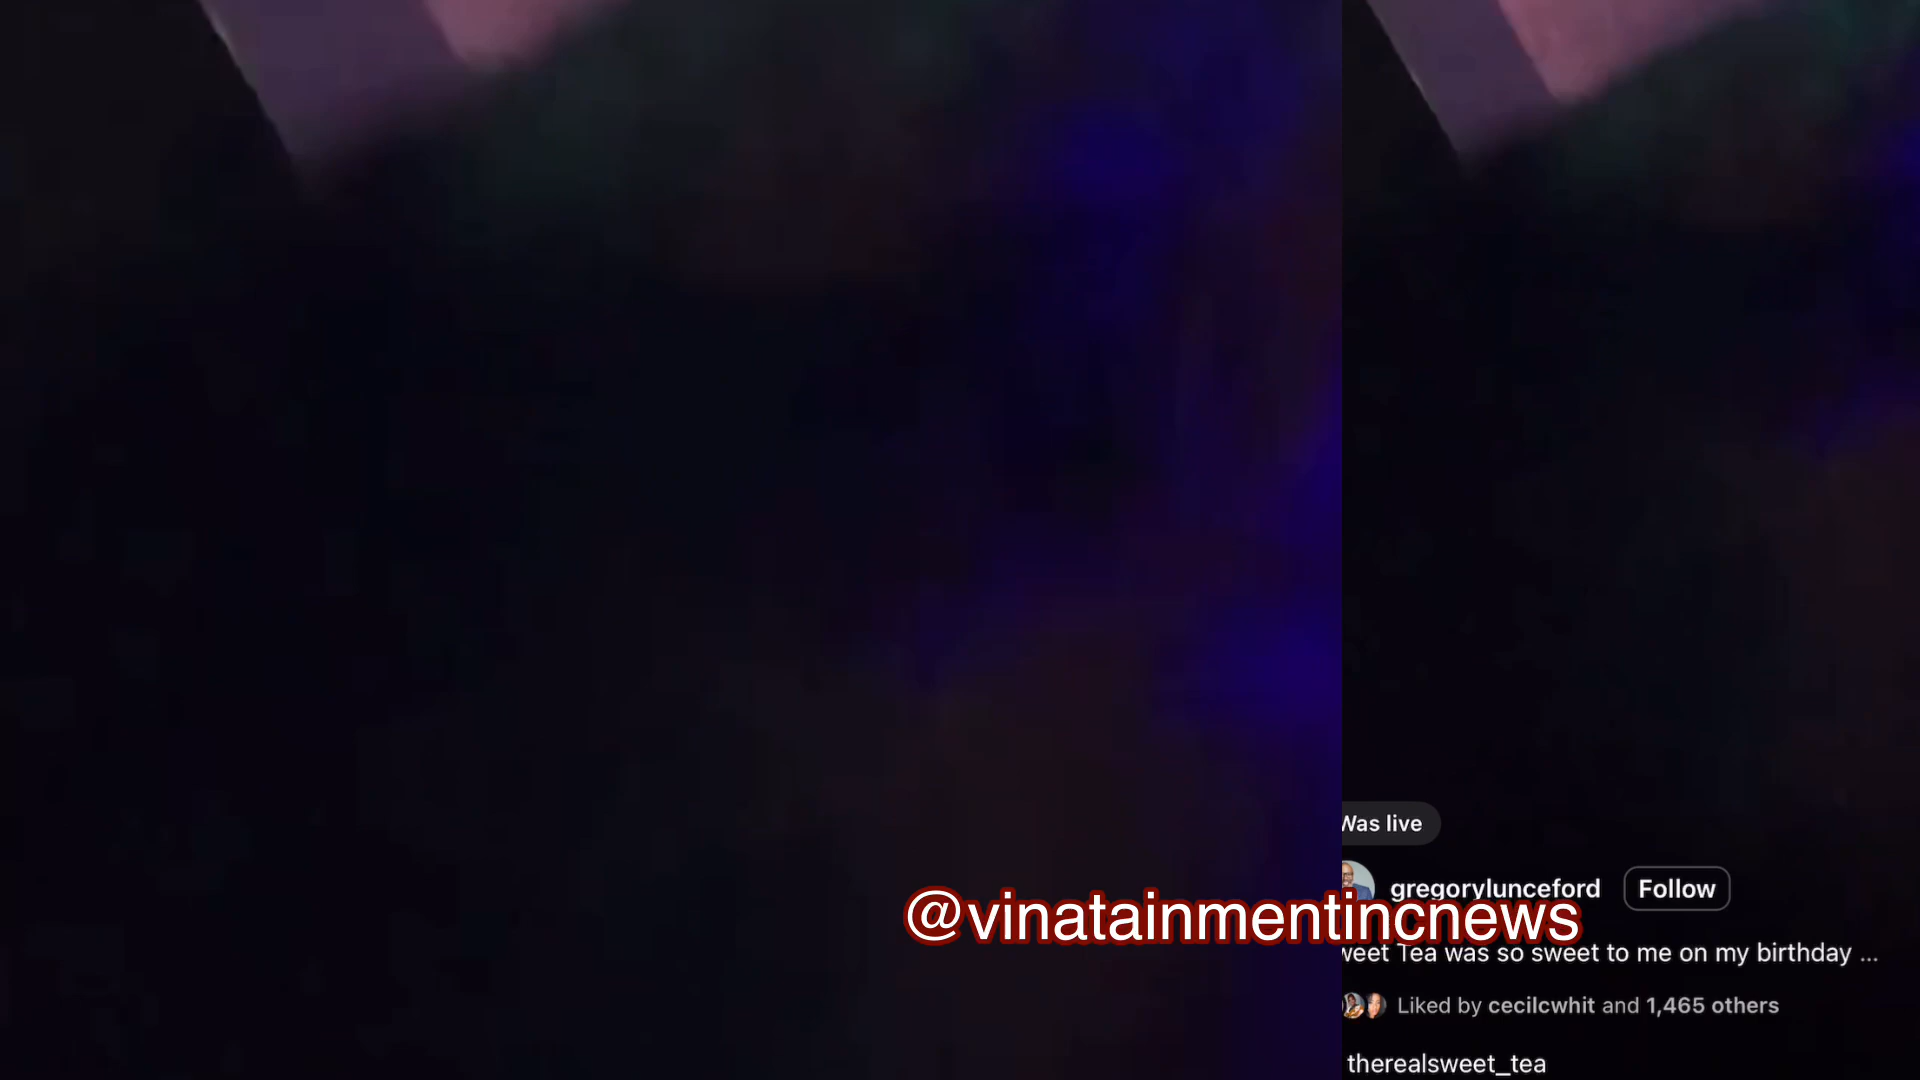 Was live
gregorylunceford Follow
@vinatainmentincnews
weet Tea was so sweet to me on my birthday ...
Liked by cecilcwhit and 1,465 others
therealsweet_tea